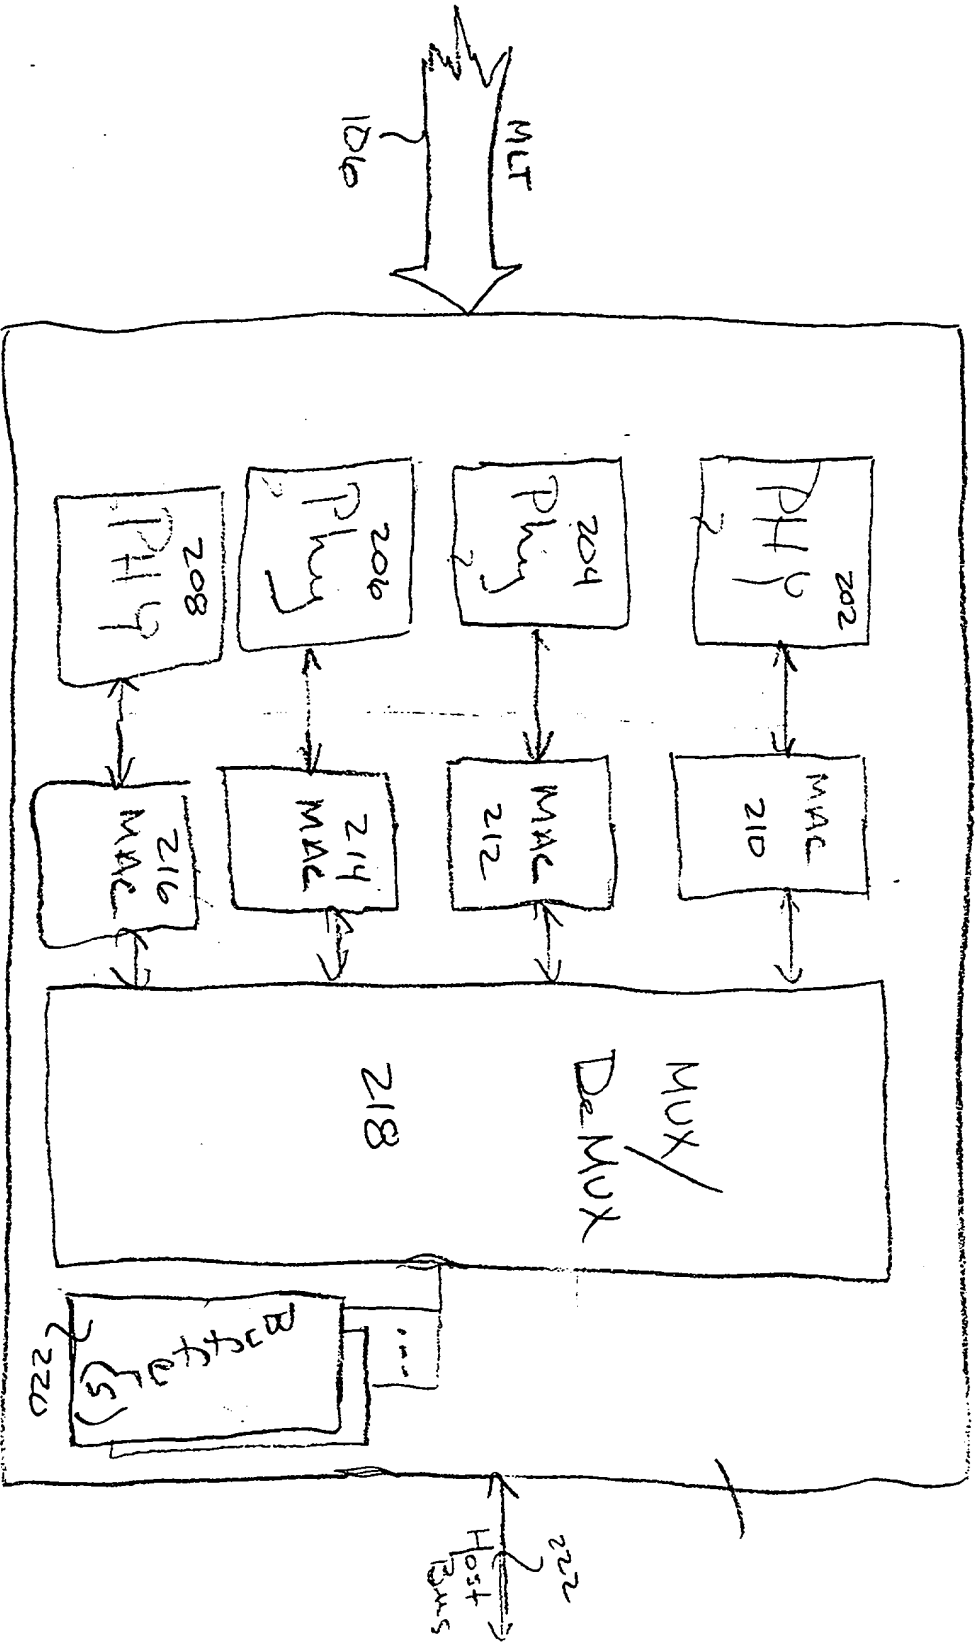 MLT
106
PHY
202
Phy
204
Phy
206
PHY
208
MAC
210
MAC
212
214
MAC
216
MAC
MUX/
DeMUX
218
Buffer
(s)
...
220
222
Host
Bus